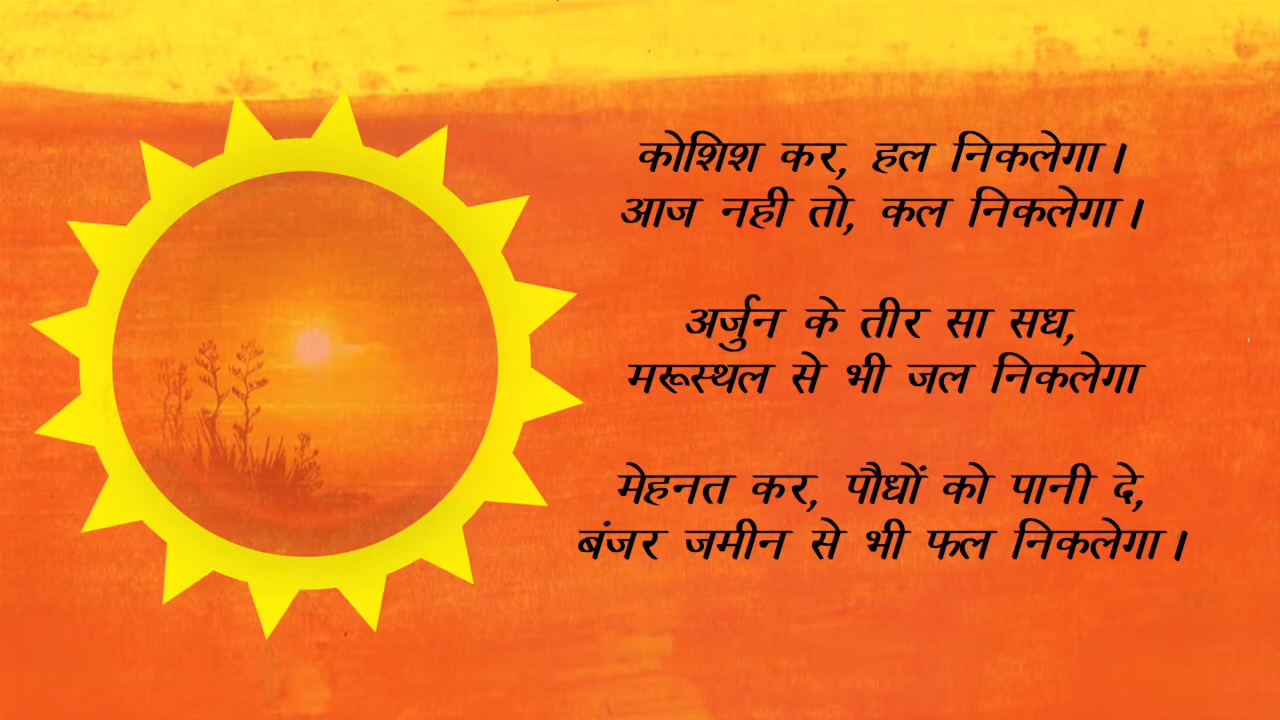 कोशिश कर, हल निकलेगा।
आज नही तो, कल निकलेगा।
अर्जुन के तीर सा सध,
मरूस्थल से भी जल निकलेगा
मेहनत कर, पौधों को पानी दे,
बंजर जमीन से भी फल निकलेगा।